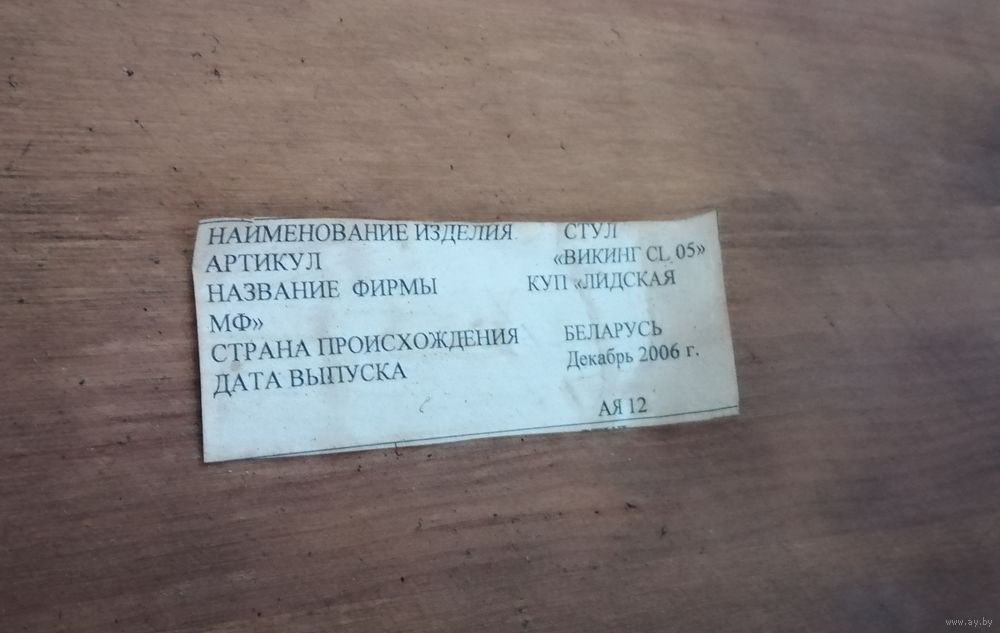 НАИМЕНОВАНИЕ ИЗДЕЛИЯ СТУЛ
АРТИКУЛ «ВИКИНГ CL 05»
НАЗВАНИЕ ФИРМЫ КУП «ЛИДСКАЯ
МФ»
СТРАНА ПРОИСХОЖДЕНИЯ БЕЛАРУСЬ
ДАТА ВЫПУСКА Декабрь 2006 г.
АЯ 12
www.ay.by